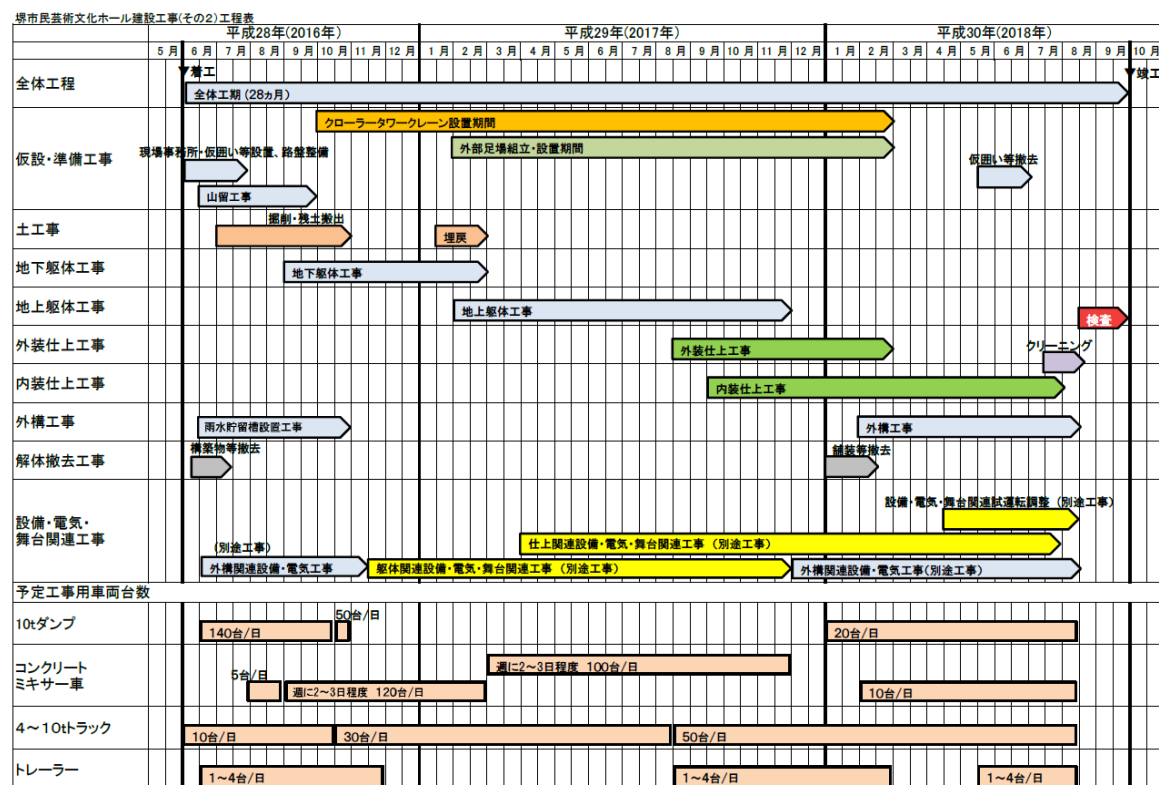 堺市民芸術文化ホール建設工事(その2)工程表
平成28年(2016年) 平成29年(2017年) 平成30年(2018年)
5月 6月 7月 8月 9月 10月 11月 12月 1月 2月 3月 4月 5月 6月 7月 8月 9月 10月 11月 12月 1月 2月 3月 4月 5月 6月 7月 8月 9月 10月
▼着工 ▼竣工
全体工程
全体工期(28ヵ月)
クローラータワークレーン設置期間
外部足場組立・設置期間
仮設・準備工事
現場事務所・仮囲い等設置、路盤整備
仮囲い等撤去
山留工事
土工事
掘削・残土搬出
埋戻
地下躯体工事
地下躯体工事
地上躯体工事
地上躯体工事
検査
外装仕上工事
外装仕上工事
クリーニング
内装仕上工事
内装仕上工事
外構工事
雨水貯留槽設置工事
外構工事
解体撤去工事
構築物等撤去
舗装等撤去
設備・電気・
舞台関連工事
設備・電気・舞台関連試運転調整(別途工事)
仕上関連設備・電気・舞台関連工事(別途工事)
(別途工事)
外構関連設備・電気工事
躯体関連設備・電気・舞台関連工事(別途工事)
外構関連設備・電気工事(別途工事)
予定工事用車両台数
10tダンプ
140台/日
50台/日
20台/日
コンクリート
ミキサー車
5台/日
週に2~3日程度 120台/日
週に2~3日程度 100台/日
10台/日
4~10tトラック
10台/日
30台/日
50台/日
トレーラー
1~4台/日
1~4台/日
1~4台/日